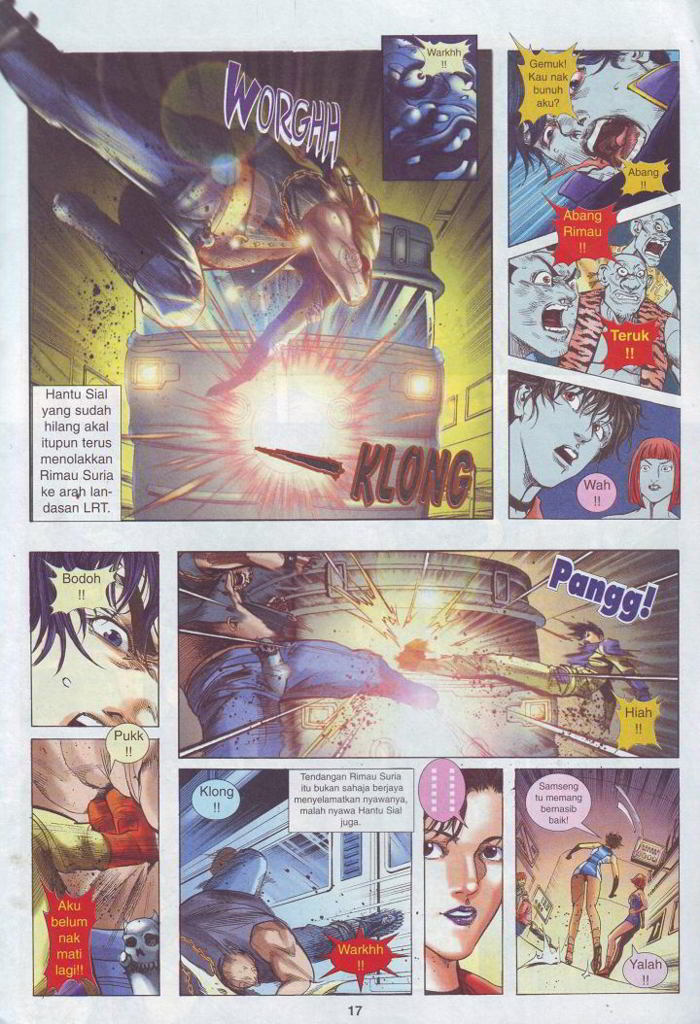 WORGHH
Warkhh
!!
Hantu Sial
yang sudah
hilang akal
itupun terus
menolakkan
Rimau Suria
ke arah lan-
dasan LRT.
KLONG
Gemuk!
Kau nak
bunuh
aku?
Abang
!!
Abang
Rimau
!!
Teruk
!!
Wah
!!
Bodoh
!!
Pangg!
Hiah
!!
Pukk
!!
Aku
belum
nak
mati
lagi!!
Klong
!!
Tendangan Rimau Suria
itu bukan sahaja berjaya
menyelamatkan nyawanya,
malah nyawa Hantu Sial
juga.
Warkhh
!!
Samseng
tu memang
bernasib
baik!
Yalah
!!
17